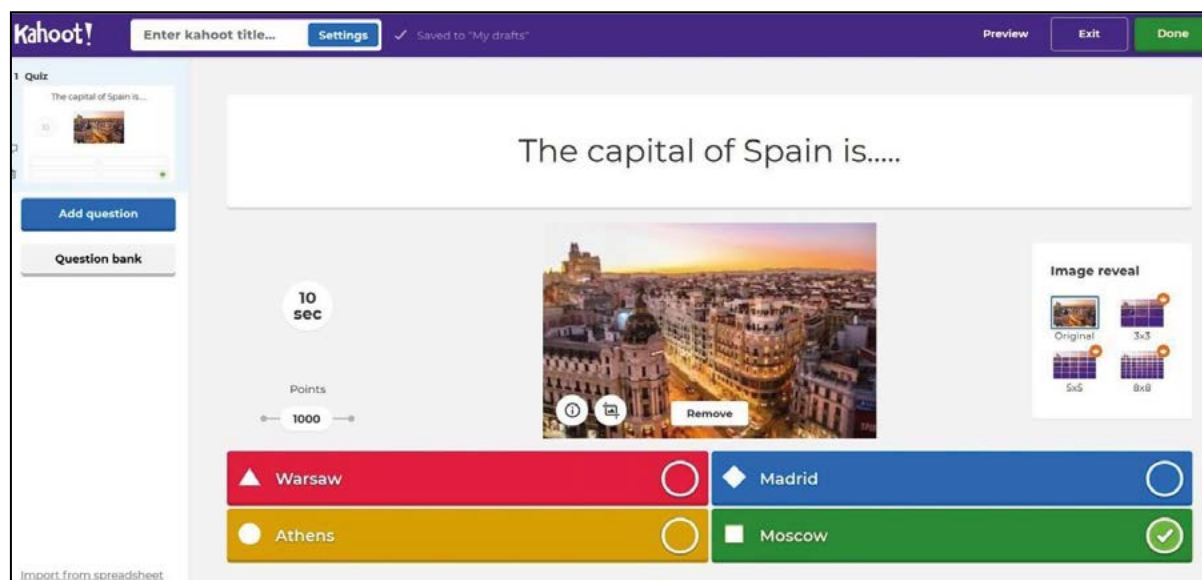 Kahoot!
Enter kahoot title...
Settings
Saved to "My drafts"
Preview
Exit
Done
1 Quiz
The capital of Spain is....
10
Add question
Question bank
The capital of Spain is.....
10
sec
Points
1000
Remove
Image reveal
Original
3x3
5x5
8x8
Warsaw
Madrid
Athens
Moscow
Import from spreadsheet